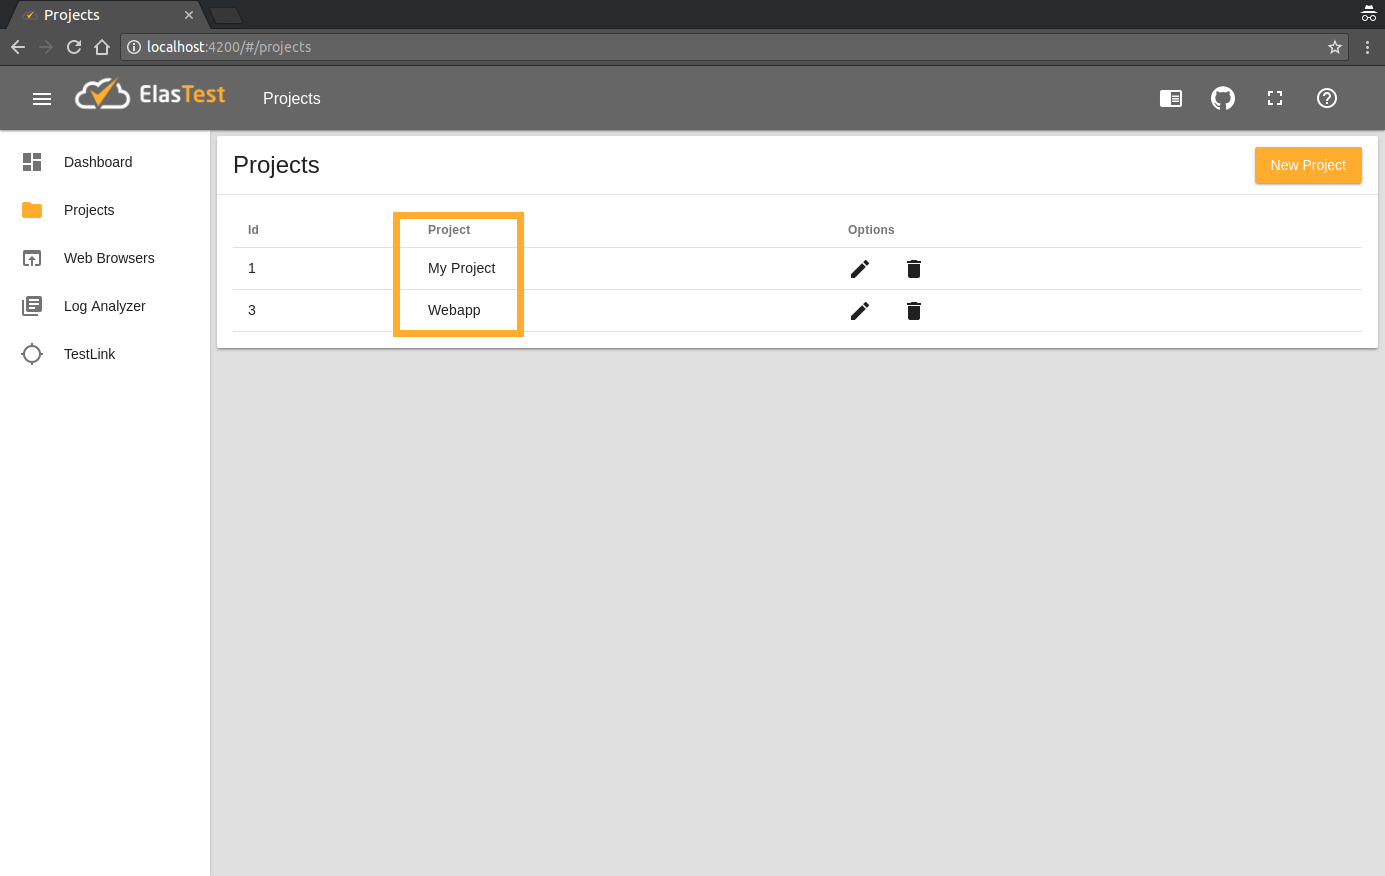 Projects
localhost:4200/#/projects
ElasTest Projects
Dashboard
Projects
Web Browsers
Log Analyzer
TestLink
Projects New Project
Id Project Options
1 My Project
3 Webapp